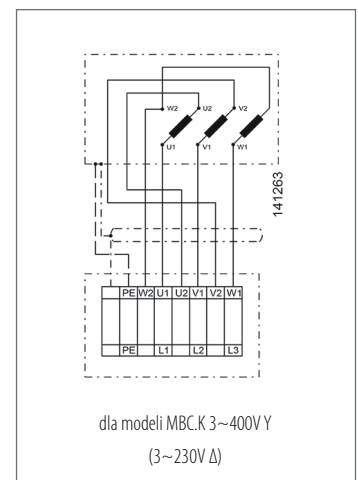 W2 U2 V2
U1 V1 W1
141263
PE W2 U1 U2 V1 V2 W1
PE L1 L2 L3
dla modeli MBC.K 3~400V Y
(3~230V Δ)